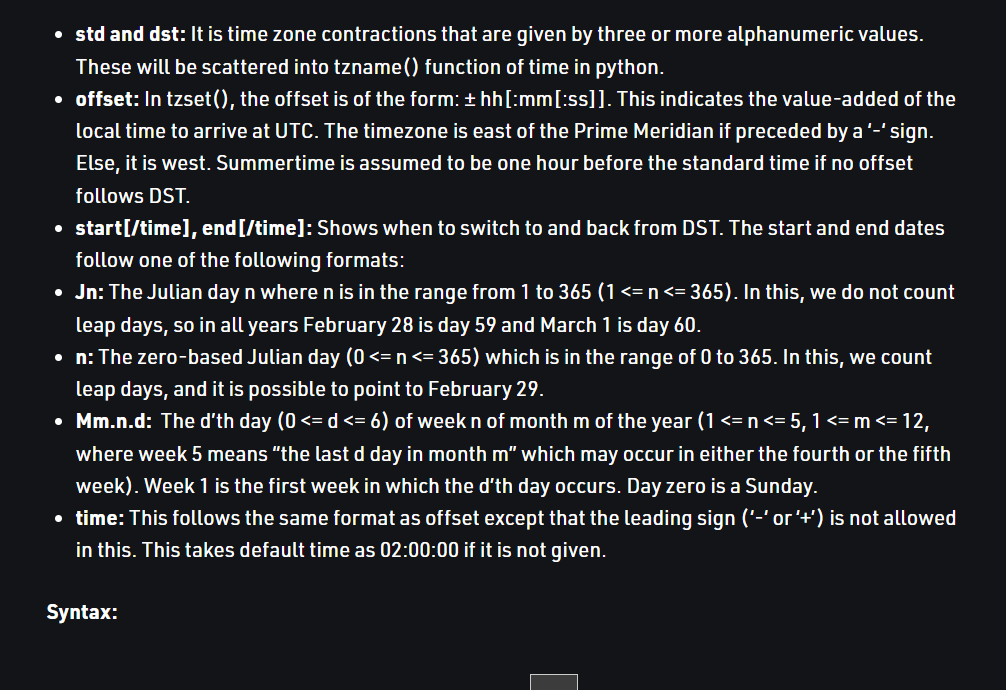 • std and dst: It is time zone contractions that are given by three or more alphanumeric values.
These will be scattered into tzname() function of time in python.
• offset: In tzset(), the offset is of the form: ± hh[:mm[:ss]]. This indicates the value-added of the
local time to arrive at UTC. The timezone is east of the Prime Meridian if preceded by a ‘-‘ sign.
Else, it is west. Summertime is assumed to be one hour before the standard time if no offset
follows DST.
• start[/time], end[/time]: Shows when to switch to and back from DST. The start and end dates
follow one of the following formats:
• Jn: The Julian day n where n is in the range from 1 to 365 (1 <= n <= 365). In this, we do not count
leap days, so in all years February 28 is day 59 and March 1 is day 60.
• n: The zero-based Julian day (0 <= n <= 365) which is in the range of 0 to 365. In this, we count
leap days, and it is possible to point to February 29.
• Mm.n.d: The d’th day (0 <= d <= 6) of week n of month m of the year (1 <= n <= 5, 1 <= m <= 12,
where week 5 means “the last d day in month m” which may occur in either the fourth or the fifth
week). Week 1 is the first week in which the d’th day occurs. Day zero is a Sunday.
• time: This follows the same format as offset except that the leading sign (‘-‘ or ‘+’) is not allowed
in this. This takes default time as 02:00:00 if it is not given.
Syntax: